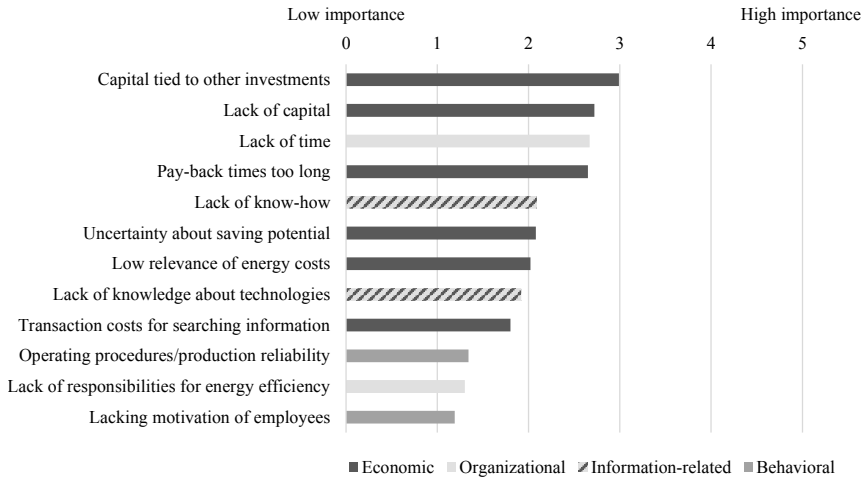 Low importance High importance
0 1 2 3 4 5
Capital tied to other investments
Lack of capital
Lack of time
Pay-back times too long
Lack of know-how
Uncertainty about saving potential
Low relevance of energy costs
Lack of knowledge about technologies
Transaction costs for searching information
Operating procedures/production reliability
Lack of responsibilities for energy efficiency
Lacking motivation of employees
Economic Organizational Information-related Behavioral